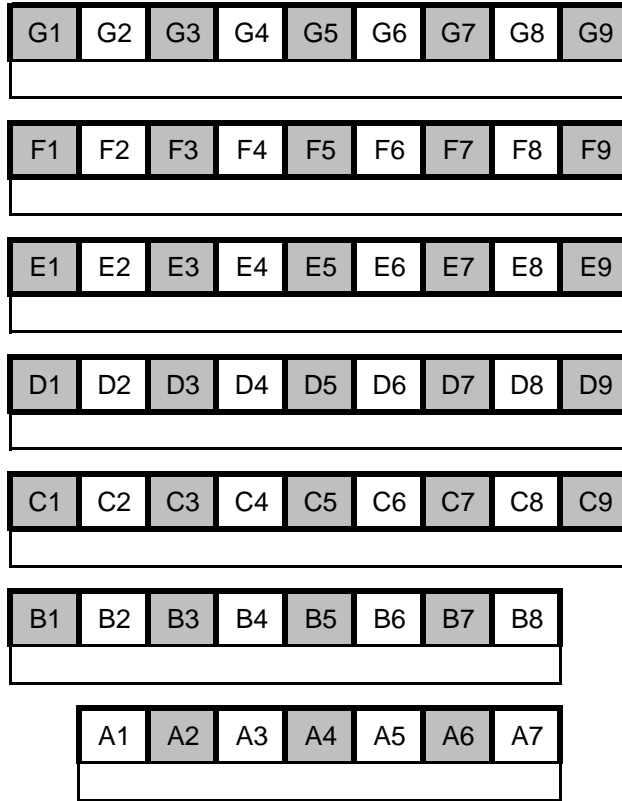 G1 G2 G3 G4 G5 G6 G7 G8 G9
F1 F2 F3 F4 F5 F6 F7 F8 F9
E1 E2 E3 E4 E5 E6 E7 E8 E9
D1 D2 D3 D4 D5 D6 D7 D8 D9
C1 C2 C3 C4 C5 C6 C7 C8 C9
B1 B2 B3 B4 B5 B6 B7 B8
A1 A2 A3 A4 A5 A6 A7